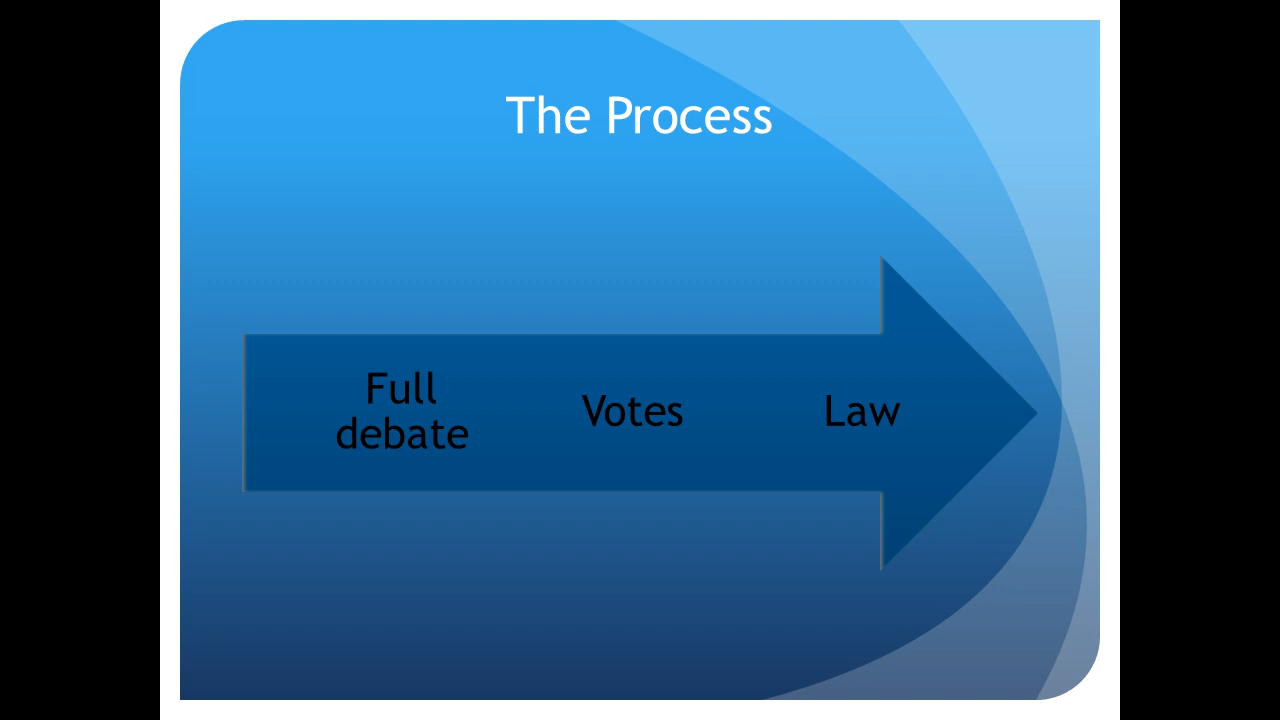 The Process
Full
debate
Votes
Law